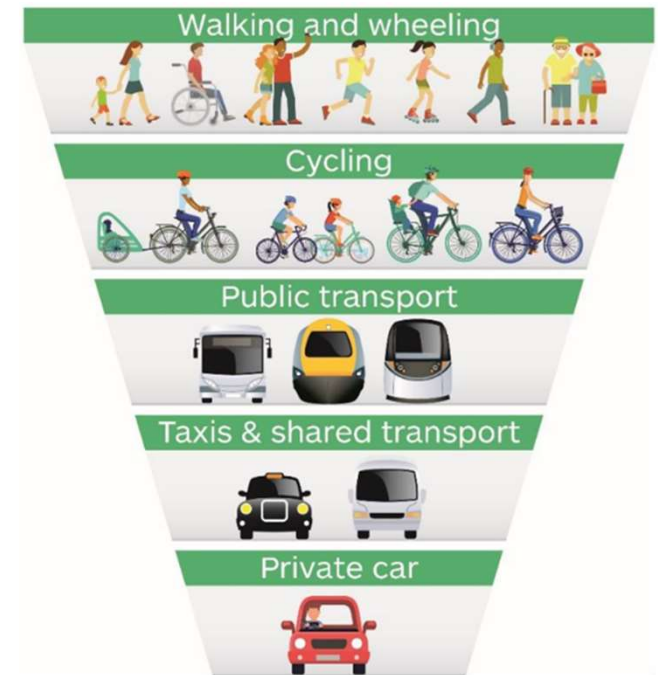 Walking and wheeling
Cycling
Public transport
Taxis & shared transport
Private car